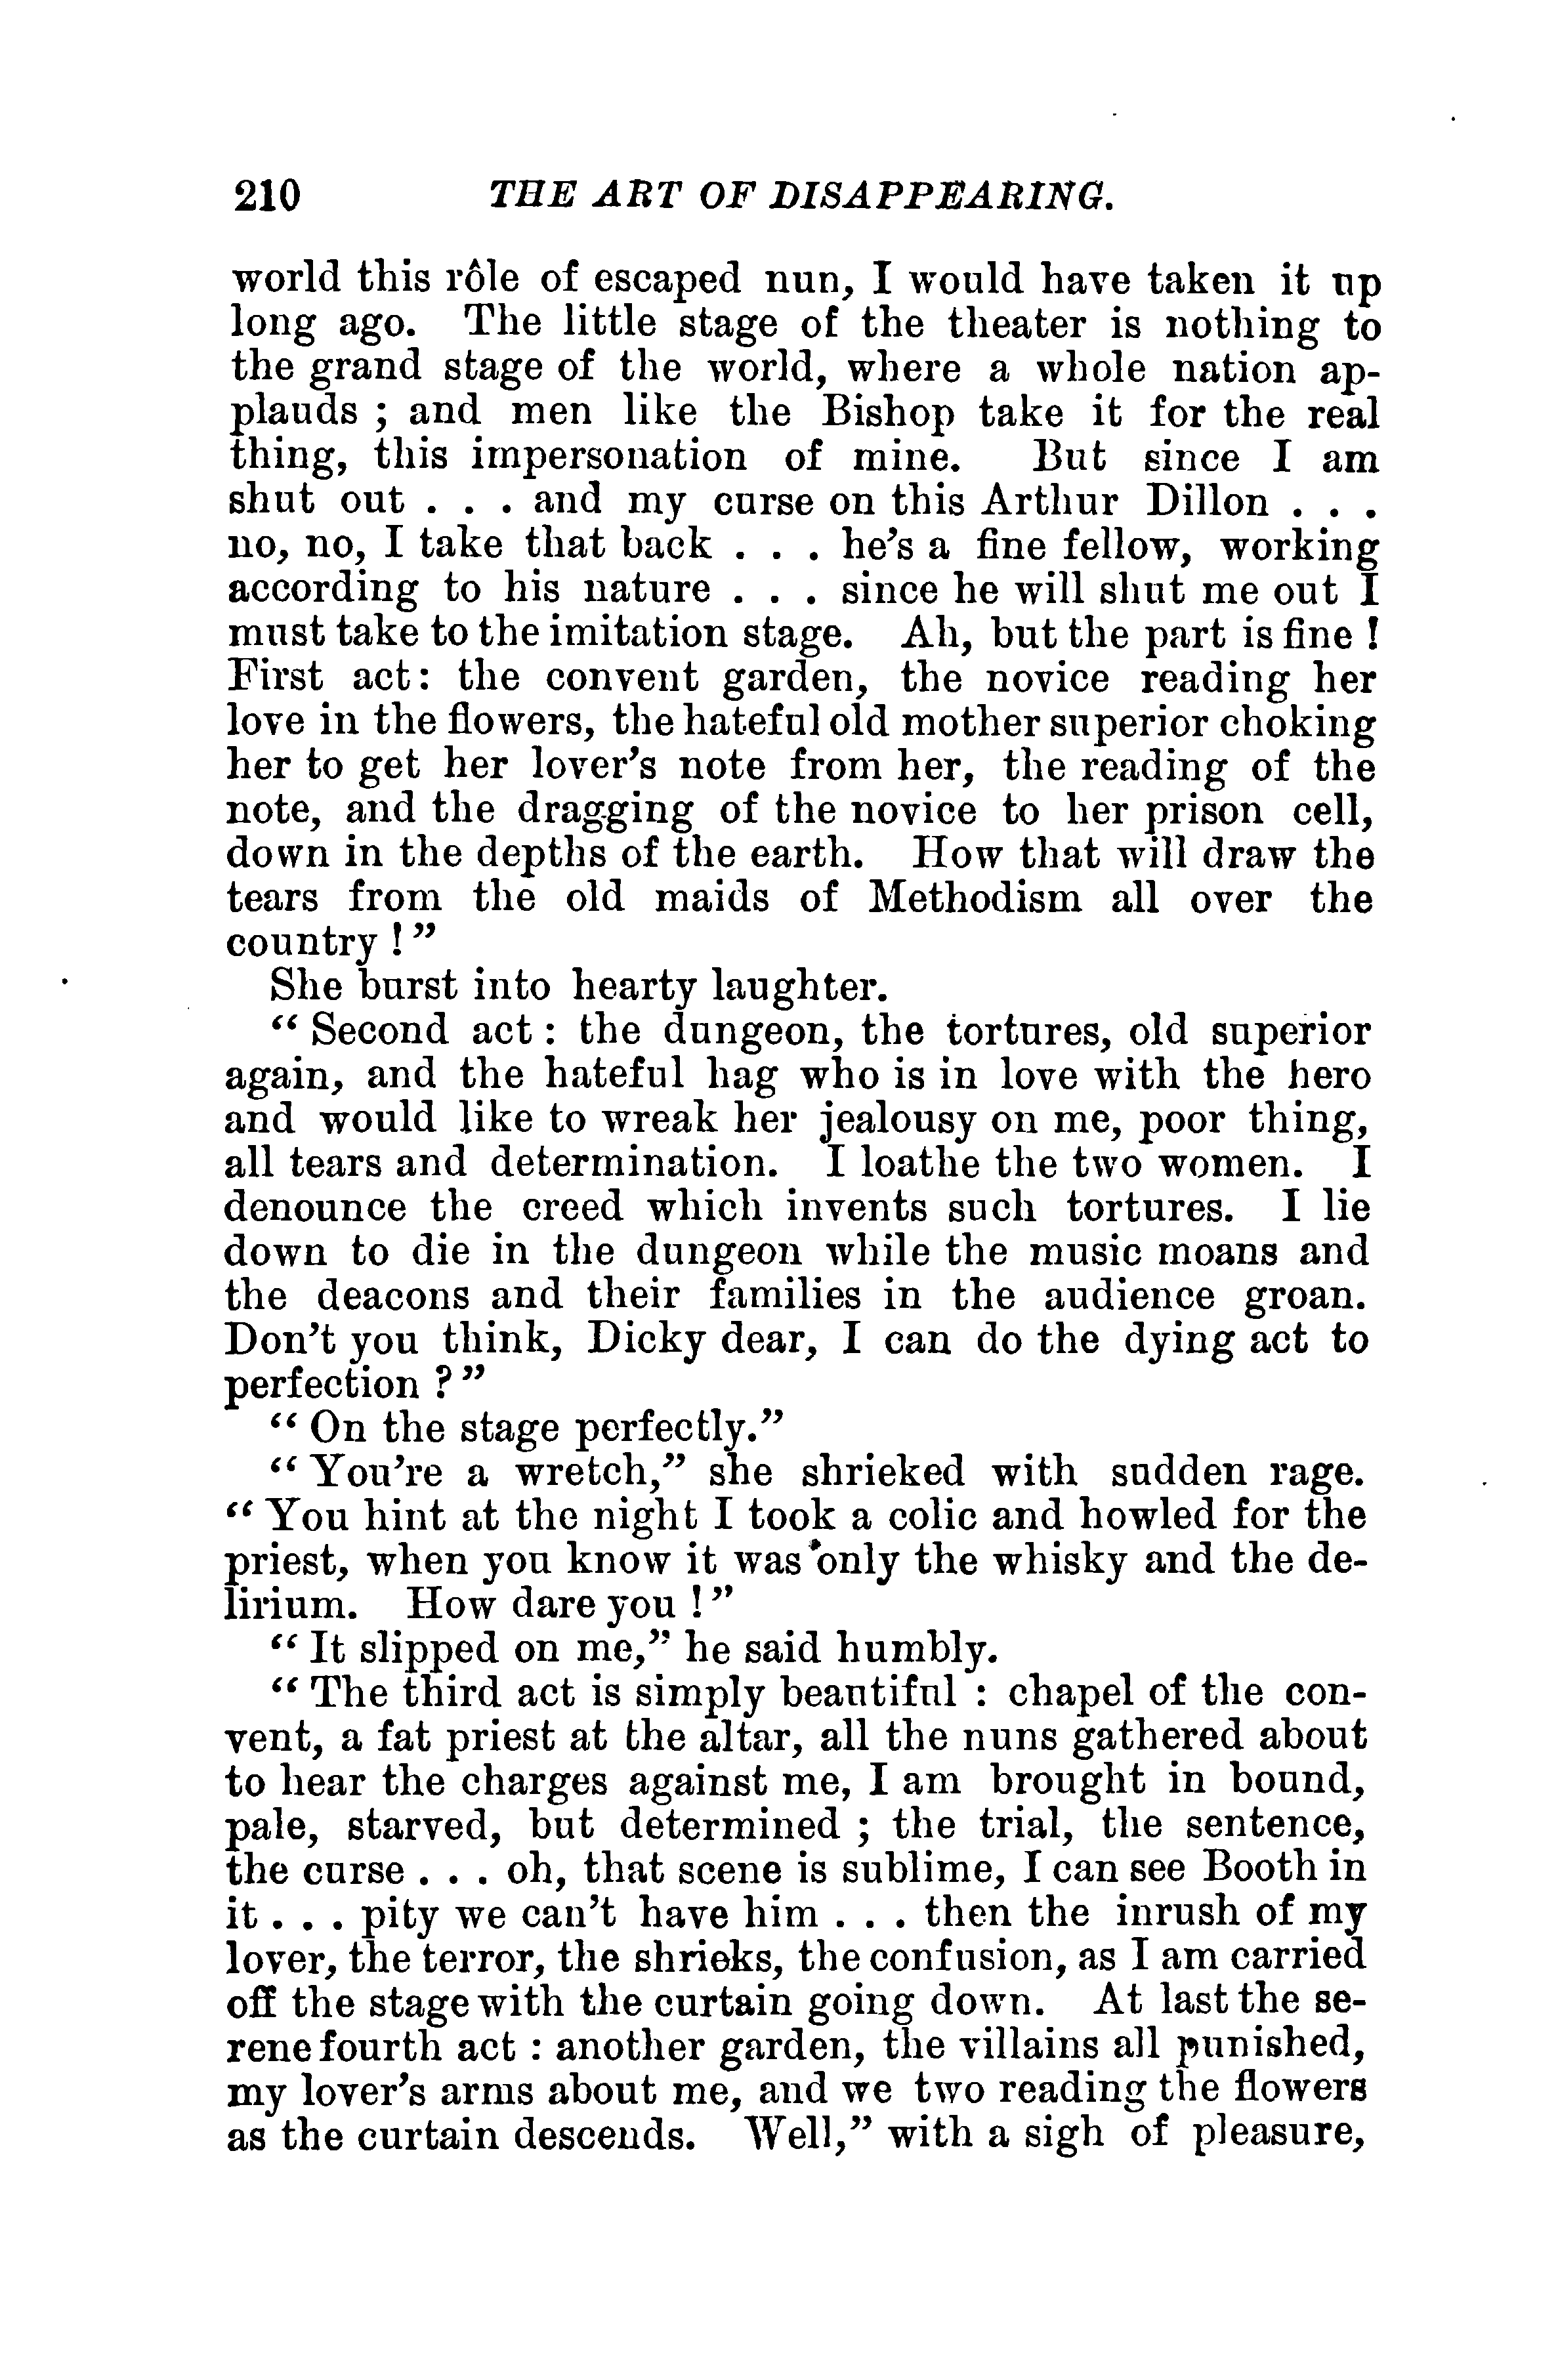 210 THE ART OF DISAPPEARING.
world this rôle of escaped nun, I would have taken it up
long ago. The little stage of the theater is nothing to
the grand stage of the world, where a whole nation ap-
plauds ; and men like the Bishop take it for the real
thing, this impersonation of mine. But since I am
shut out . . . and my curse on this Arthur Dillon . . .
no, no, I take that back . . . he's a fine fellow, working
according to his nature . . . since he will shut me out I
must take to the imitation stage. Ah, but the part is fine !
First act: the convent garden, the novice reading her
love in the flowers, the hateful old mother superior choking
her to get her lover's note from her, the reading of the
note, and the dragging of the novice to her prison cell,
down in the depths of the earth. How that will draw the
tears from the old maids of Methodism all over the
country ! ”
She burst into hearty laughter.
“ Second act : the dungeon, the tortures, old superior
again, and the hateful hag who is in love with the hero
and would like to wreak her jealousy on me, poor thing,
all tears and determination. I loathe the two women. I
denounce the creed which invents such tortures. I lie
down to die in the dungeon while the music moans and
the deacons and their families in the audience groan.
Don't you think, Dicky dear, I can do the dying act to
perfection ? ”
“ On the stage perfectly.”
“ You're a wretch,” she shrieked with sudden rage.
“ You hint at the night I took a colic and howled for the
priest, when you know it was only the whisky and the de-
lirium. How dare you ! ”
“ It slipped on me,” he said humbly.
“ The third act is simply beautiful : chapel of the con-
vent, a fat priest at the altar, all the nuns gathered about
to hear the charges against me, I am brought in bound,
pale, starved, but determined ; the trial, the sentence,
the curse . . . oh, that scene is sublime, I can see Booth in
it . . . pity we can't have him . . . then the inrush of my
lover, the terror, the shrieks, the confusion, as I am carried
off the stage with the curtain going down. At last the se-
rene fourth act : another garden, the villains all punished,
my lover's arms about me, and we two reading the flowers
as the curtain descends. Well,” with a sigh of pleasure,